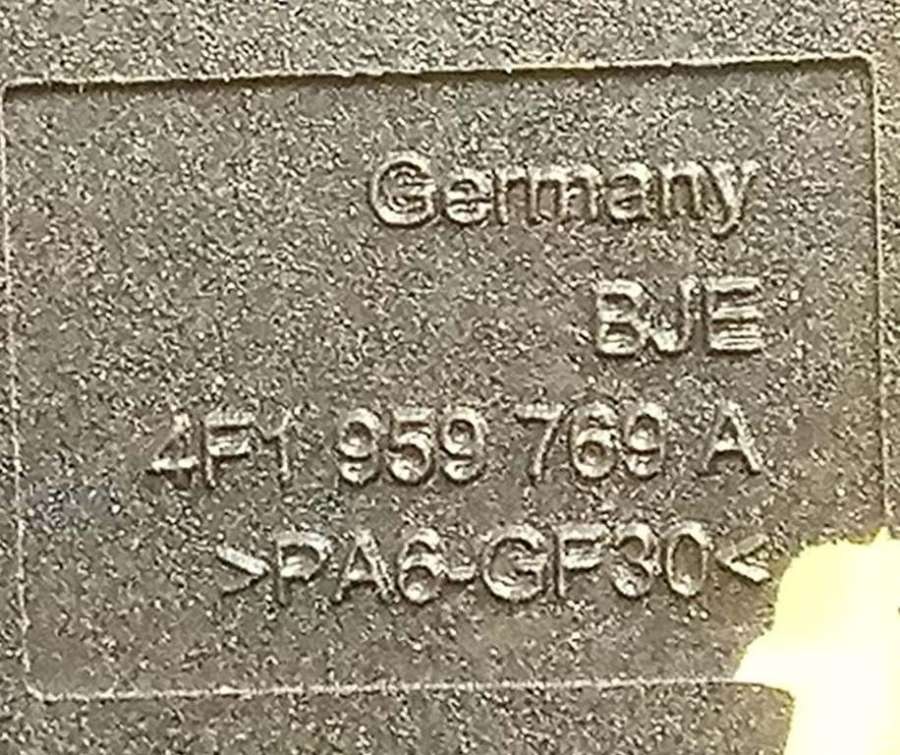 Germany
BJE
4F1 959 769 A
>PA6-GF30<